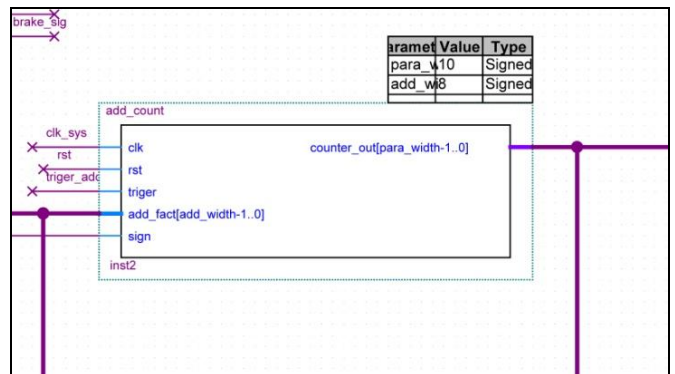 brake_sig
aramet Value Type
para_w 10 Signed
add_wi 8 Signed
add_count
clk_sys
clk
counter_out[para_width-1..0]
rst
rst
triger_add
triger
add_fact[add_width-1..0]
sign
inst2